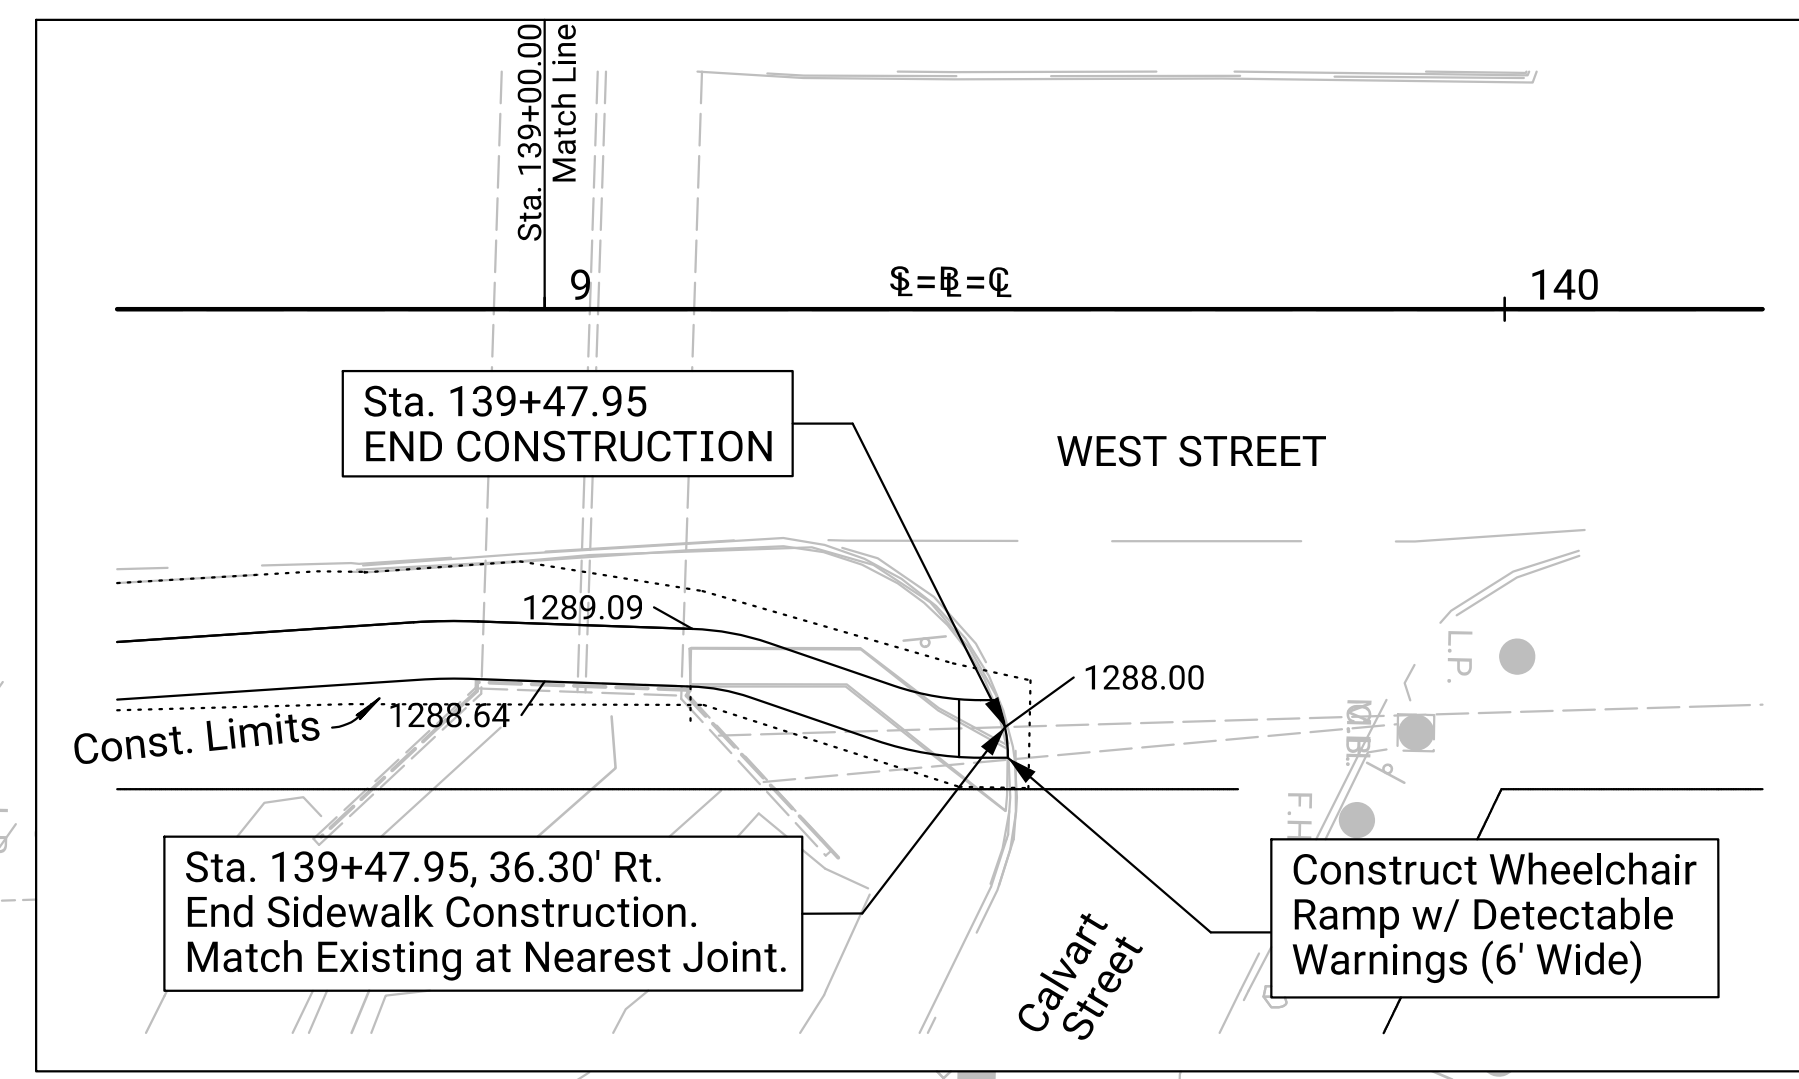 Sta. 139+00.00
Match Line
9
℄=℄=℄
140
Sta. 139+47.95
END CONSTRUCTION
WEST STREET
1289.09
1288.00
1288.64
Const. Limits
L.P.
F.H
Sta. 139+47.95, 36.30' Rt.
End Sidewalk Construction.
Match Existing at Nearest Joint.
Construct Wheelchair
Ramp w/ Detectable
Warnings (6' Wide)
Calvart
Street